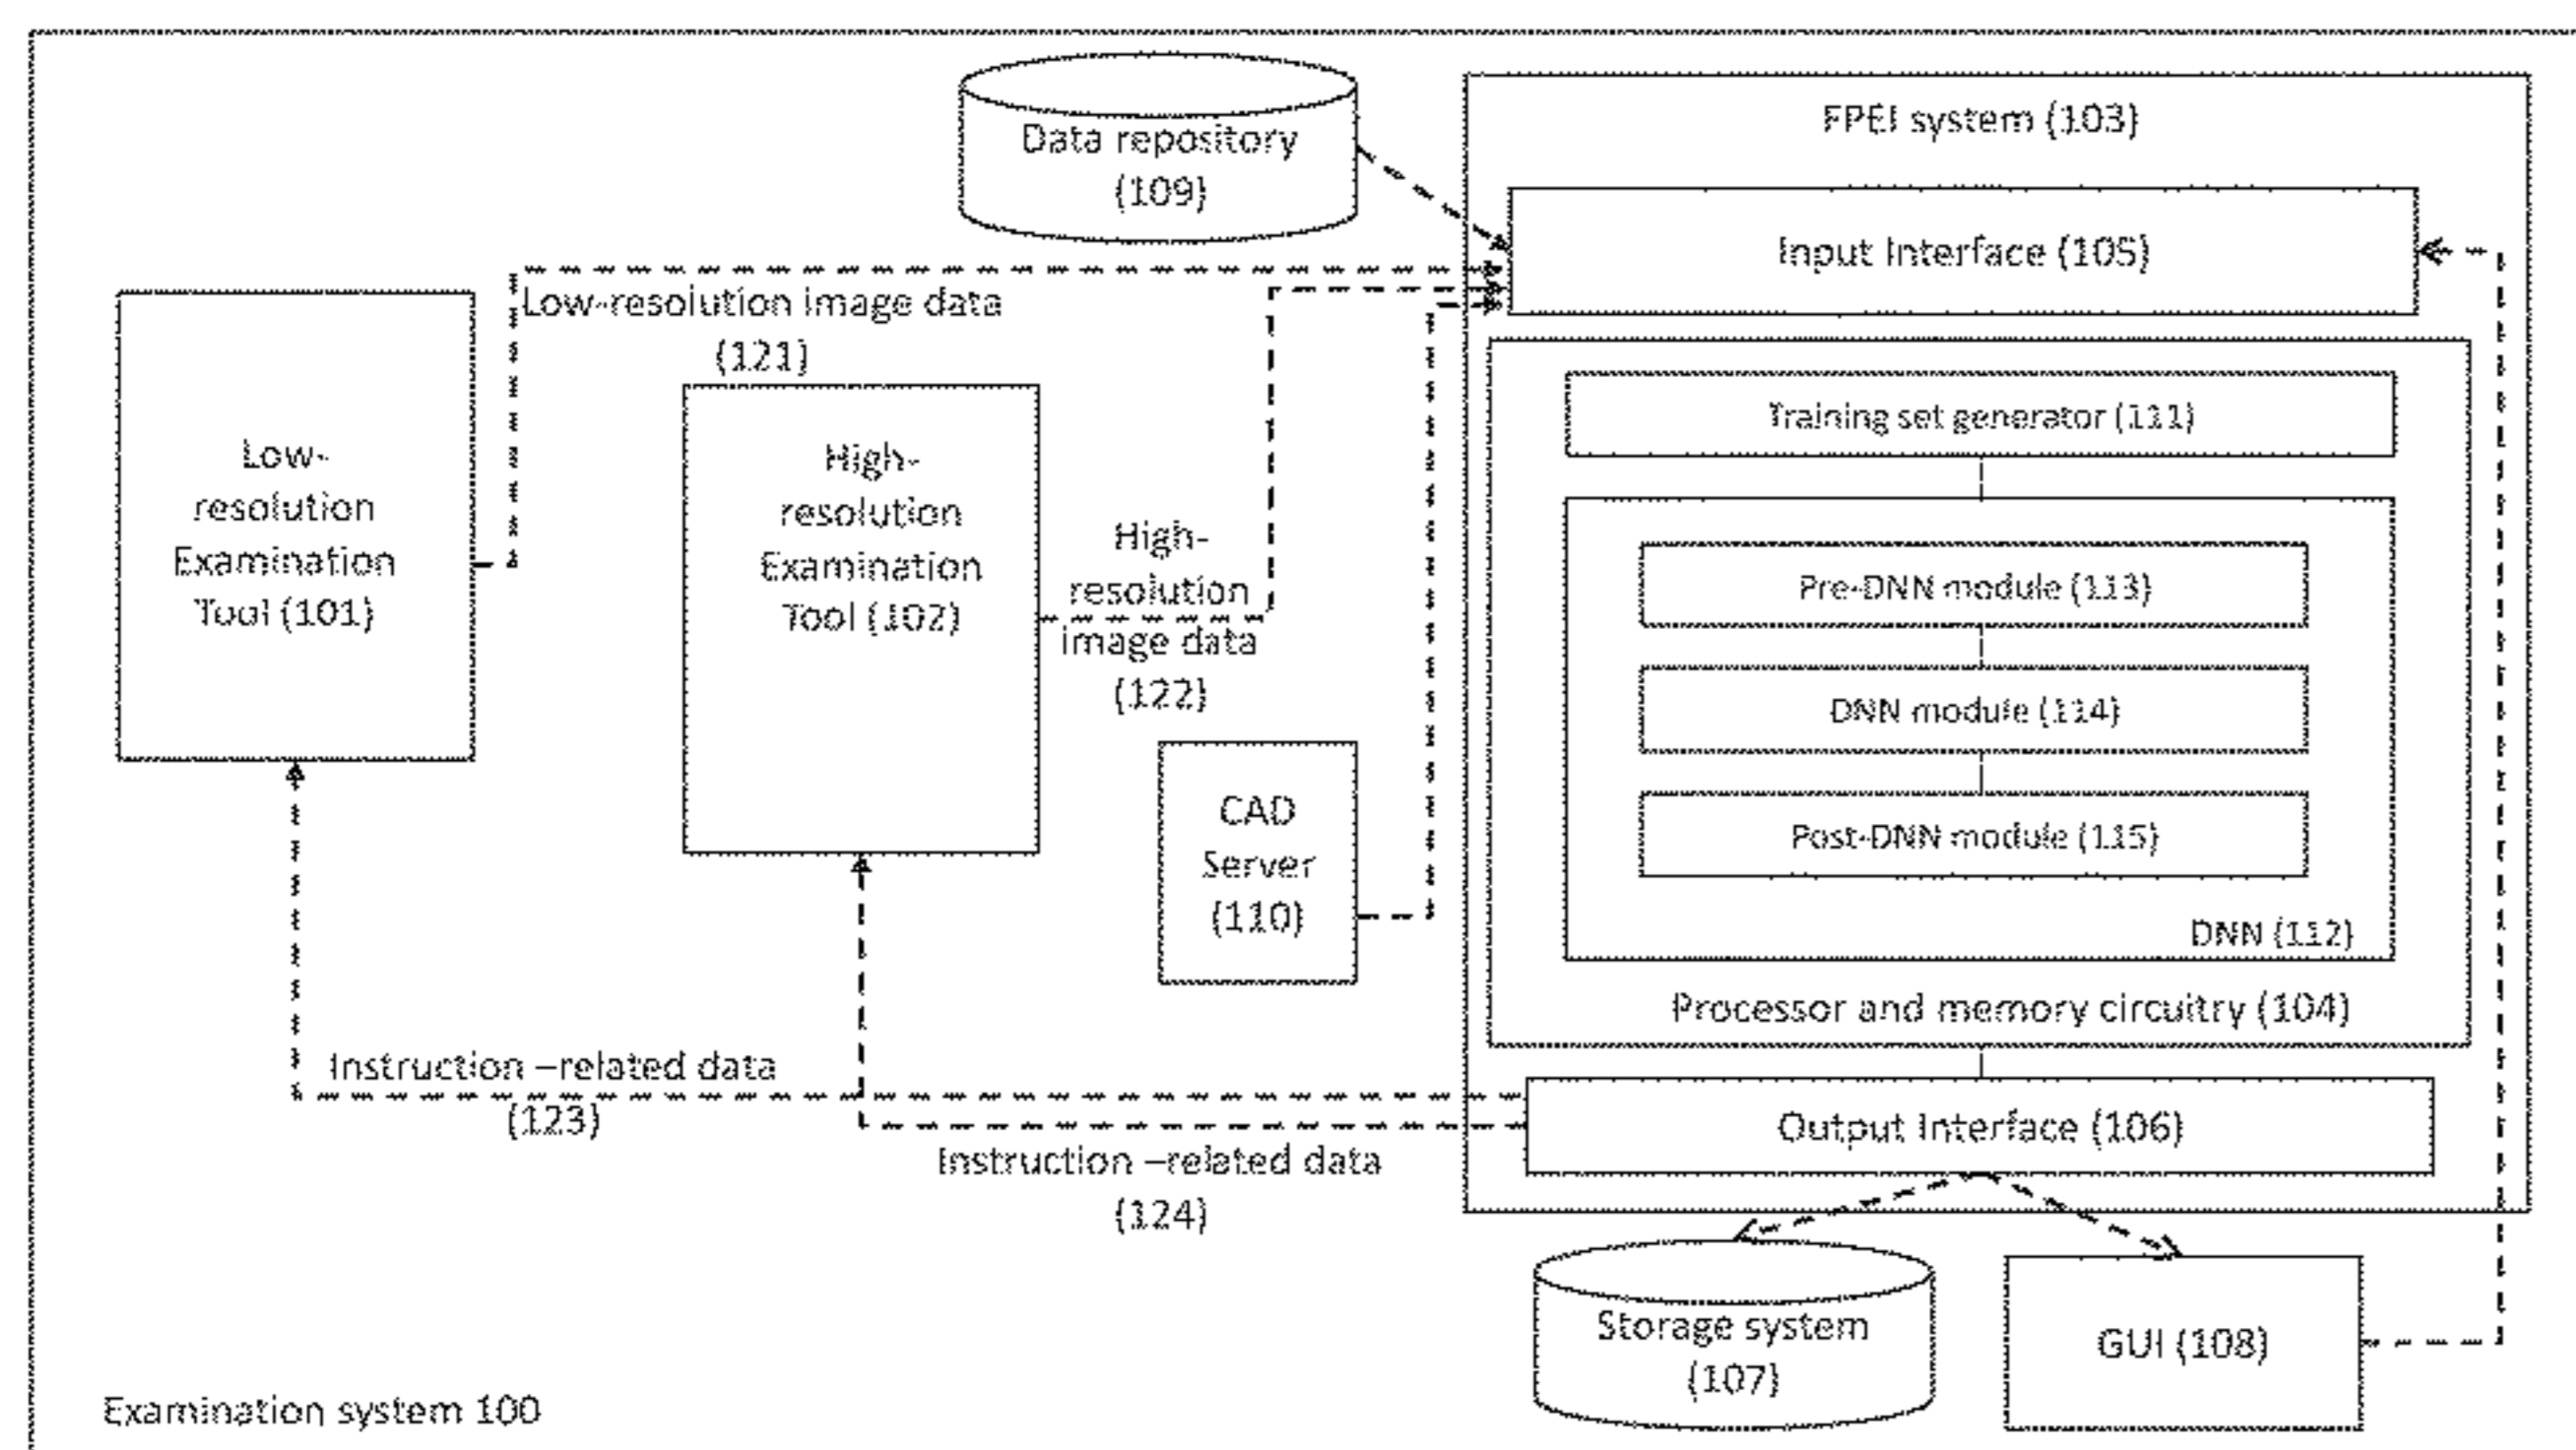 Data repository
(109)
FPEI system (103)
Input Interface (105)
Low-resolution image data
(121)
Low-
resolution
Examination
Tool (101)
High-
resolution
Examination
Tool (102)
High-
resolution
image data
(122)
CAD
Server
(110)
Training set generator (111)
Pre-DNN module (113)
DNN module (114)
Post-DNN module (115)
DNN (112)
Processor and memory circuitry (104)
Instruction –related data
(123)
Instruction –related data
(124)
Output Interface (106)
Storage system
(107)
GUI (108)
Examination system 100